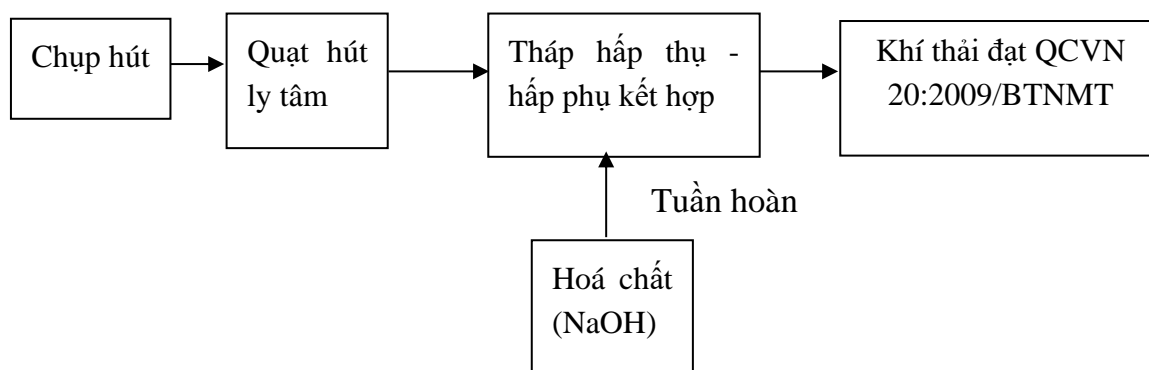 Chụp hút
Quạt hút
ly tâm
Tháp hấp thụ -
hấp phụ kết hợp
Khí thải đạt QCVN
20:2009/BTNMT
Tuần hoàn
Hoá chất
(NaOH)